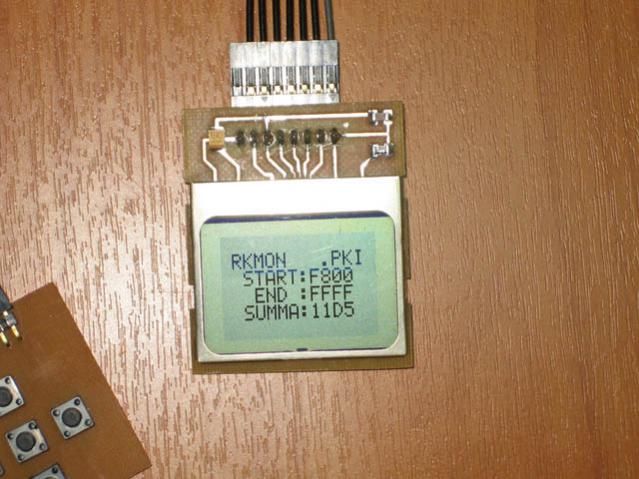 RKMON .PKI
START:F800
END :FFFF
SUMMA:11D5